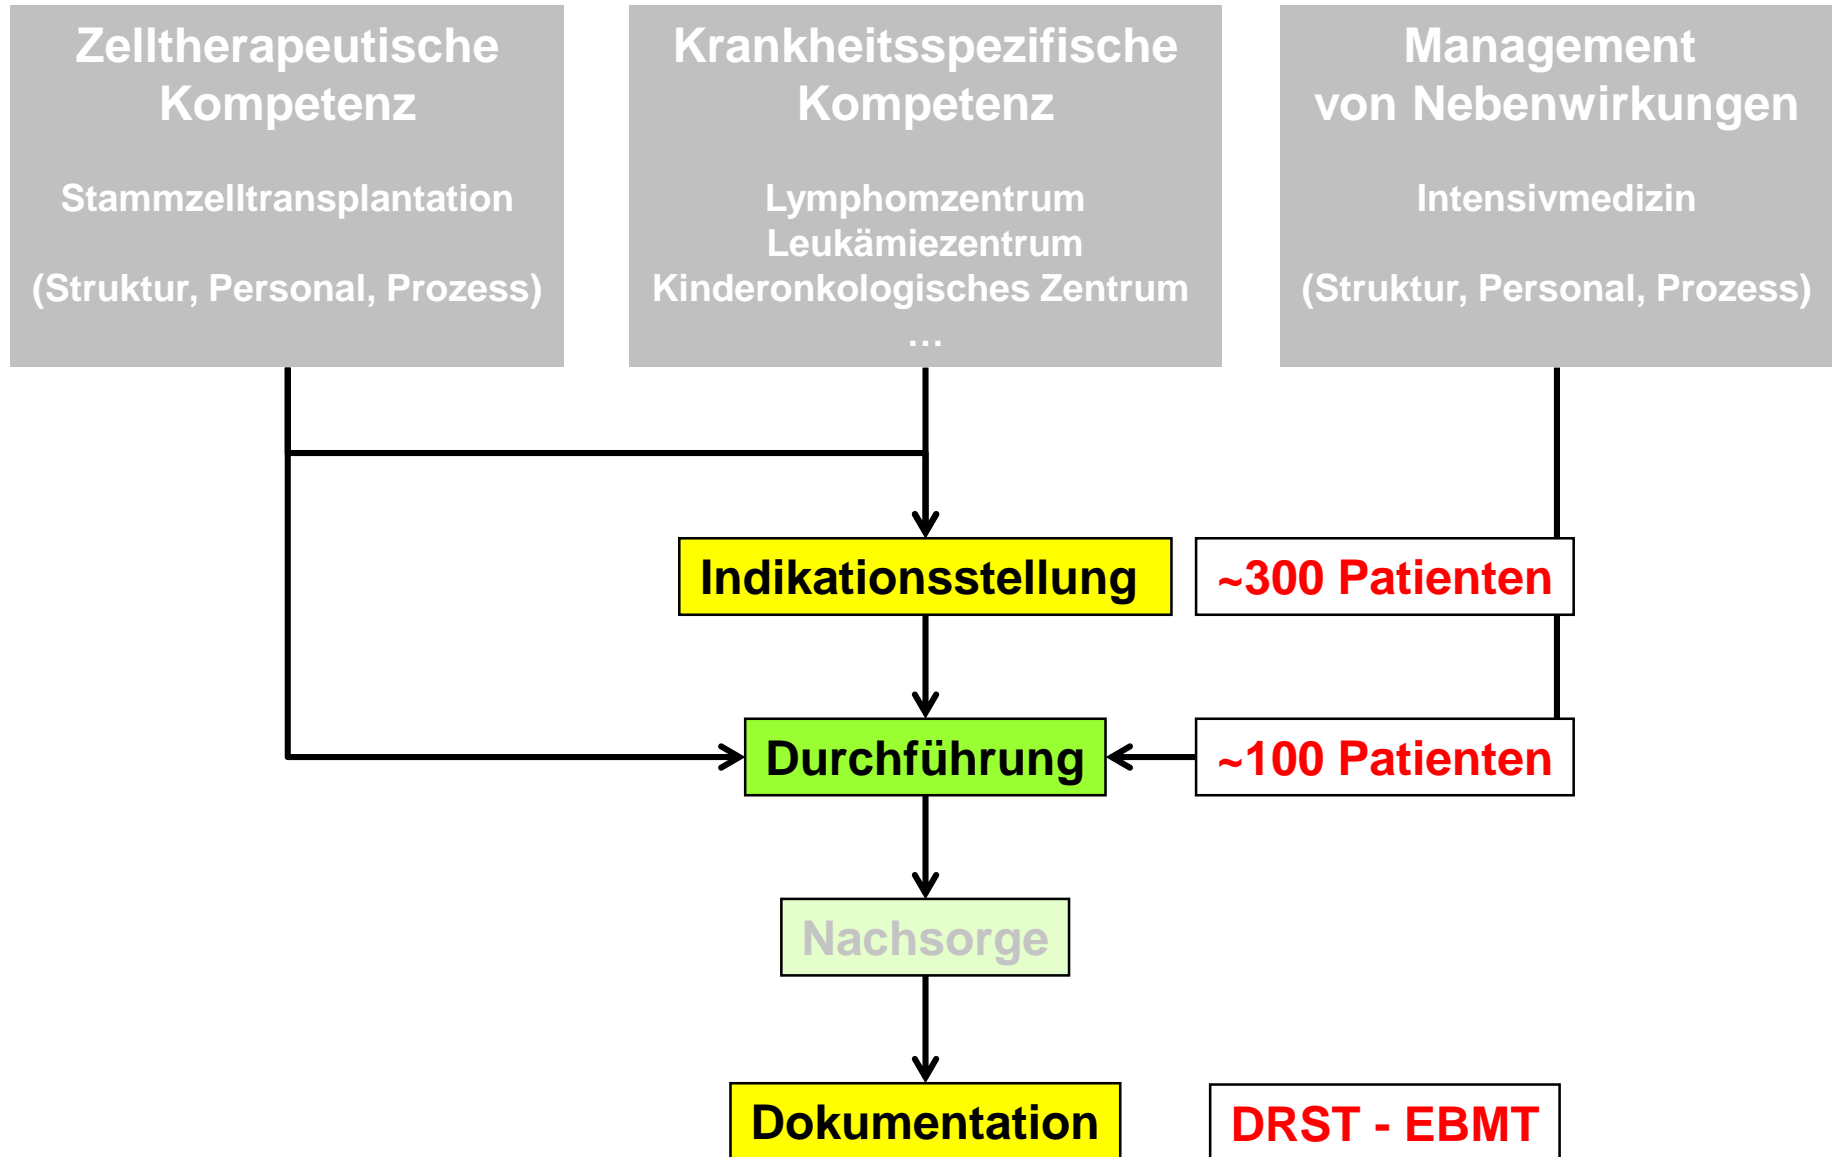 Zelltherapeutische
Kompetenz
Stammzelltransplantation
(Struktur, Personal, Prozess)
Krankheitsspezifische
Kompetenz
Lymphomzentrum
Leukämiezentrum
Kinderonkologisches Zentrum
…
Management
von Nebenwirkungen
Intensivmedizin
(Struktur, Personal, Prozess)
Indikationsstellung
~300 Patienten
Durchführung
~100 Patienten
Nachsorge
Dokumentation
DRST - EBMT